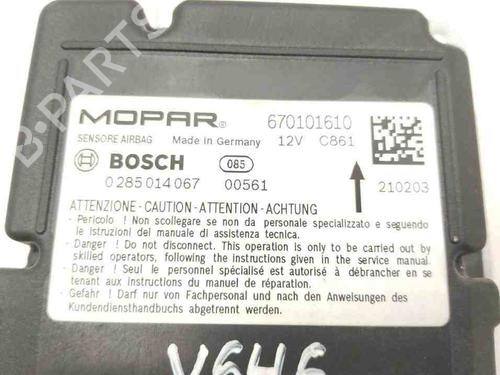 MOPAR® 670101610
SENSORE AIRBAG Made in Germany 12V C861
BOSCH 085
0 285 014 067 00561 210203
ATTENZIONE - CAUTION - ATTENTION - ACHTUNG
- Pericolo ! Non scollegare se non da personale specializzato e seguendo
le istruzioni del manuale di assistenza tecnica.
- Danger ! Do not disconnect. This operation is only to be carried out by
skilled operators, following the instructions given in the service manual.
- Danger ! Seul le personnel spécialisé est autorisé à débrancher en se
tenant aux instructions du manuel de réparation.
- Gefahr ! Darf nur von Fachpersonal und nach den Anweisungen des
Kundendiensthandbuchs abgetrennt werden.
V646
B-PARTS